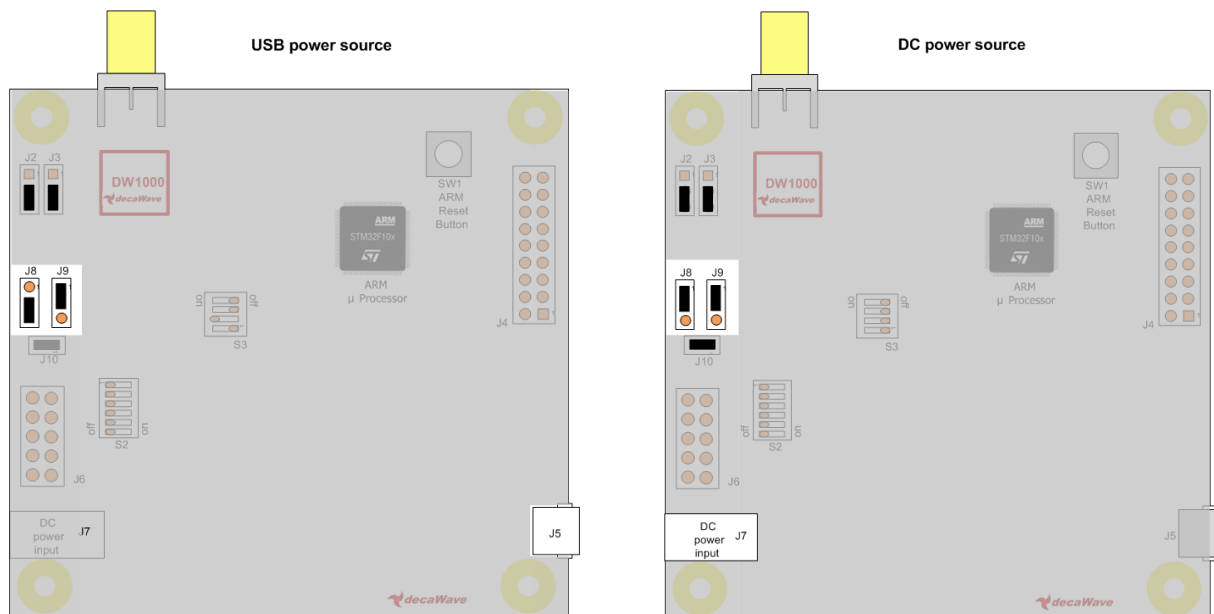 USB power source
J2 J3
DW1000
decaWave
SW1
ARM
Reset
Button
ARM
STM32F10x
ST
ARM
μ Processor
J8 J9
on
off
S3
J4
1
J10
off
on
S2
J6
DC
power
input
J7
J5
decaWave
DC power source
J2 J3
DW1000
decaWave
SW1
ARM
Reset
Button
ARM
STM32F10x
ST
ARM
μ Processor
J8 J9
on
off
S3
J4
1
J10
off
on
S2
J6
DC
power
input
J7
J5
decaWave